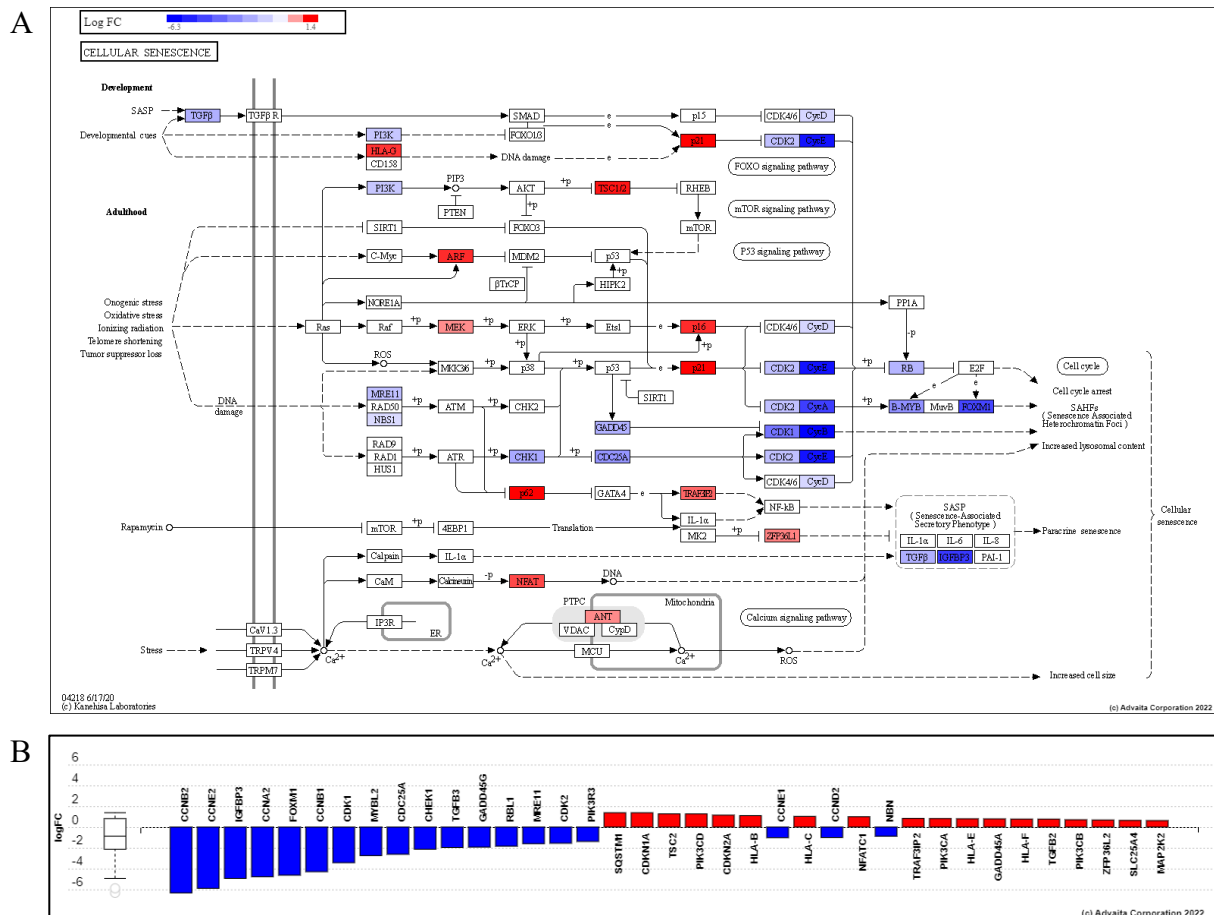 A
Log FC
-6.3
1.4
CELLULAR SENESCENCE
Development
SASP
TGFβ
TGFβ R
SMAD
e
p15
CDK4/6
CycD
Developmental cues
PI3K
FOXO1/3
e
p21
CDK2
CycE
HLA-G
CD158
DNA damage
e
FOXO signaling pathway
PI3K
PIP3
AKT
+p
TSC1/2
RHEB
PTEN
+p
mTOR signaling pathway
Adulthood
SIRT1
FOXO3
mTOR
C-Myc
ARF
MDM2
p53
P53 signaling pathway
+p
βTrCP
HIPK2
Onogenic stress
Oxidative stress
Ionizing radiation
Telomere shortening
Tumor suppressor loss
NORE1A
PP1A
Ras
Raf
+p
MEK
+p
ERK
Ets1
e
p16
CDK4/6
CycD
-p
+p
+p
ROS
MKK3/6
+p
p38
+p
p53
e
p21
CDK2
CycE
+p
RB
E2F
Cell cycle
SIRT1
e
e
Cell cycle arrest
DNA damage
MRE11
RAD50
NBS1
ATM
+p
CHK2
CDK2
CycA
+p
B-MYB
MuvB
FOXM1
SAHFs
( Senescence Associated
Heterochromatin Foci )
GADD45
CDK1
CycB
RAD9
RAD1
HUS1
ATR
+p
CHK1
+p
CDC25A
CDK2
CycE
Increased lysosomal content
CDK4/6
CycD
p62
GATA4
e
TRAF3IP2
NF-kB
IL-1α
SASP
( Senescence-Associated
Secretory Phenotype )
Cellular
senescence
Rapamycin
mTOR
+p
4EBP1
Translation
MK2
ZFP36L1
Paracrine senescence
IL-1α
IL-6
IL-8
TGFβ
IGFBP3
PAI-1
Calpain
IL-1α
CaM
Calcineurin
-p
NFAT
DNA
PTPC
Mitochondria
ANT
VDAC
CypD
Calcium signaling pathway
IP3R
ER
CaV1.3
Stress
TRPV4
Ca2+
Ca2+
MCU
Ca2+
ROS
TRPM7
Increased cell size
04218 6/17/20
(c) Kanehisa Laboratories
(c) Advaita Corporation 2022
B
logFC
6
4
2
0
-2
-4
-6
CCNB2
CCNE2
IGFBP3
CCNA2
FOXM1
CCNB1
CDK1
MYBL2
CDC25A
CHEK1
TGFB3
GADD45G
RBL1
MRE11
CDK2
PIK3R3
SQSTM1
CDKN1A
TSC2
PIK3CD
CDKN2A
HLA-B
CCNE1
HLA-C
CCND2
NFATC1
NBN
TRAF3IP2
PIK3CA
HLA-E
GADD45A
HLA-F
TGFB2
PIK3CB
ZFP36L2
SLC25A4
MAP2K2
(c) Advaita Corporation 2022